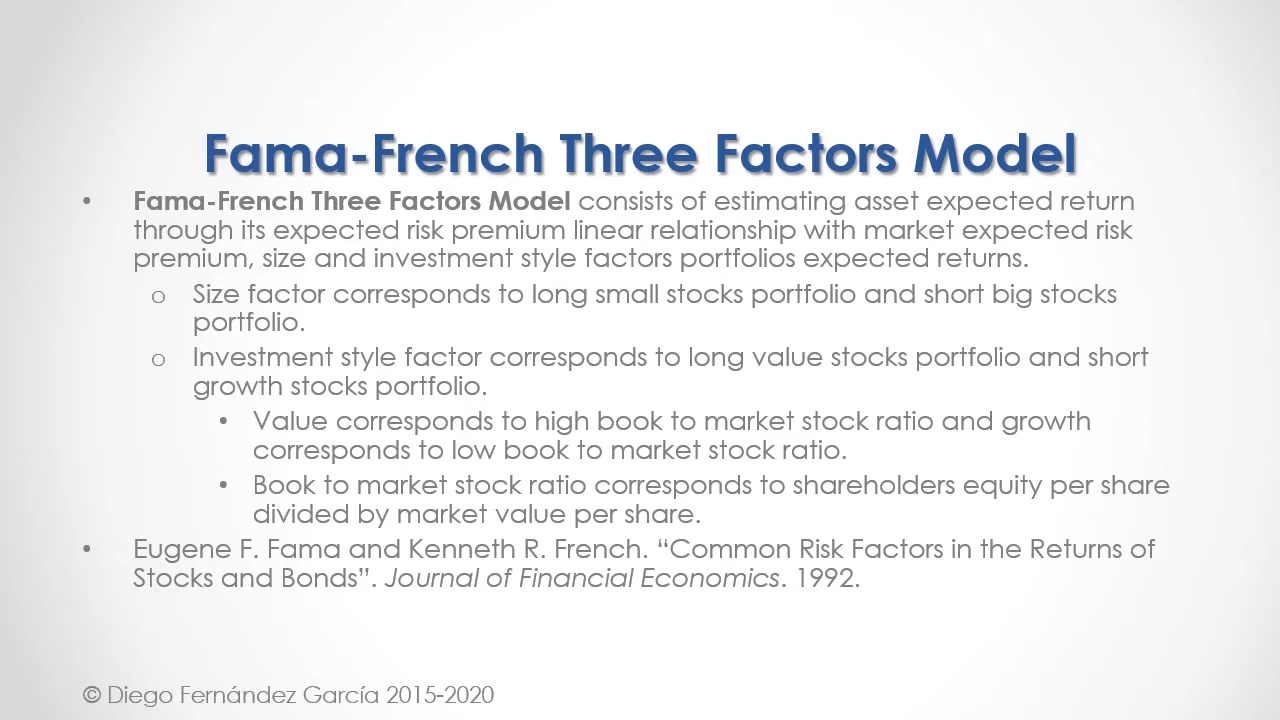 Fama-French Three Factors Model
• Fama-French Three Factors Model consists of estimating asset expected return
through its expected risk premium linear relationship with market expected risk
premium, size and investment style factors portfolios expected returns.
o Size factor corresponds to long small stocks portfolio and short big stocks
portfolio.
o Investment style factor corresponds to long value stocks portfolio and short
growth stocks portfolio.
• Value corresponds to high book to market stock ratio and growth
corresponds to low book to market stock ratio.
• Book to market stock ratio corresponds to shareholders equity per share
divided by market value per share.
• Eugene F. Fama and Kenneth R. French. “Common Risk Factors in the Returns of
Stocks and Bonds”. Journal of Financial Economics. 1992.
© Diego Fernández García 2015-2020